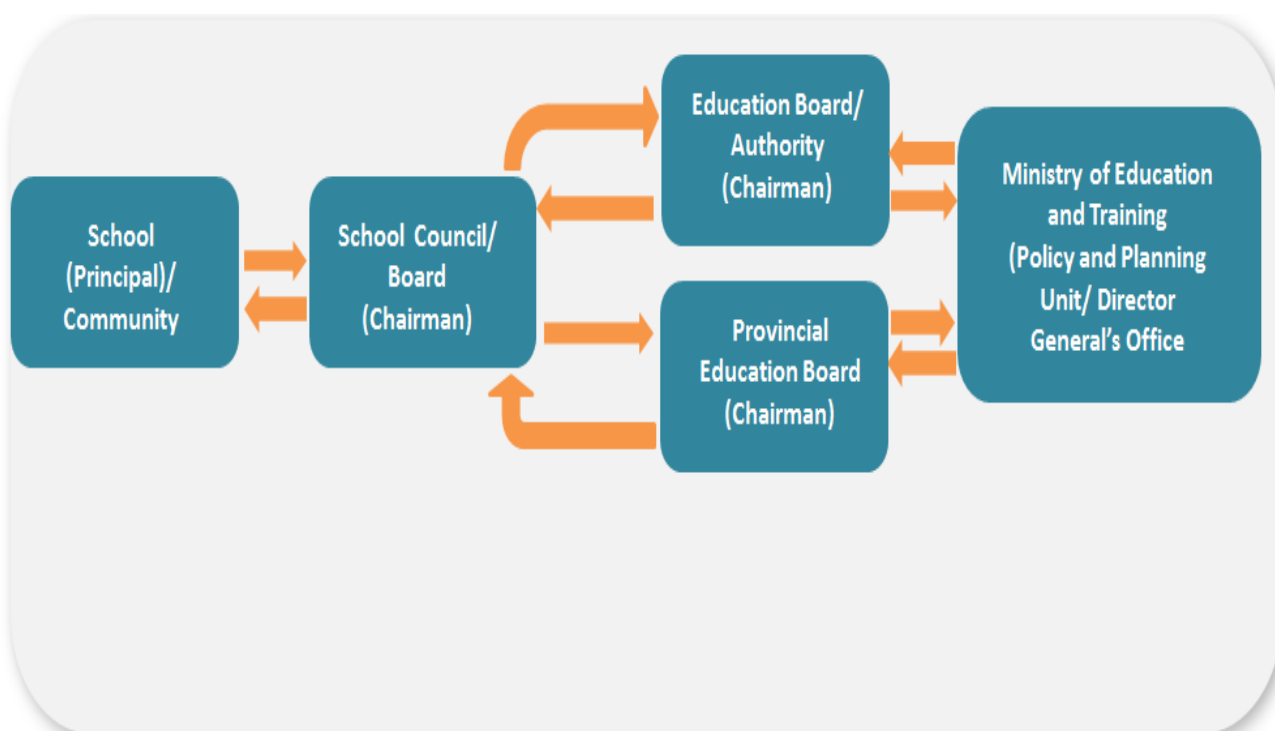 School
(Principal)/
Community
School Council/
Board
(Chairman)
Education Board/
Authority
(Chairman)
Provincial
Education Board
(Chairman)
Ministry of Education
and Training
(Policy and Planning
Unit/ Director
General's Office